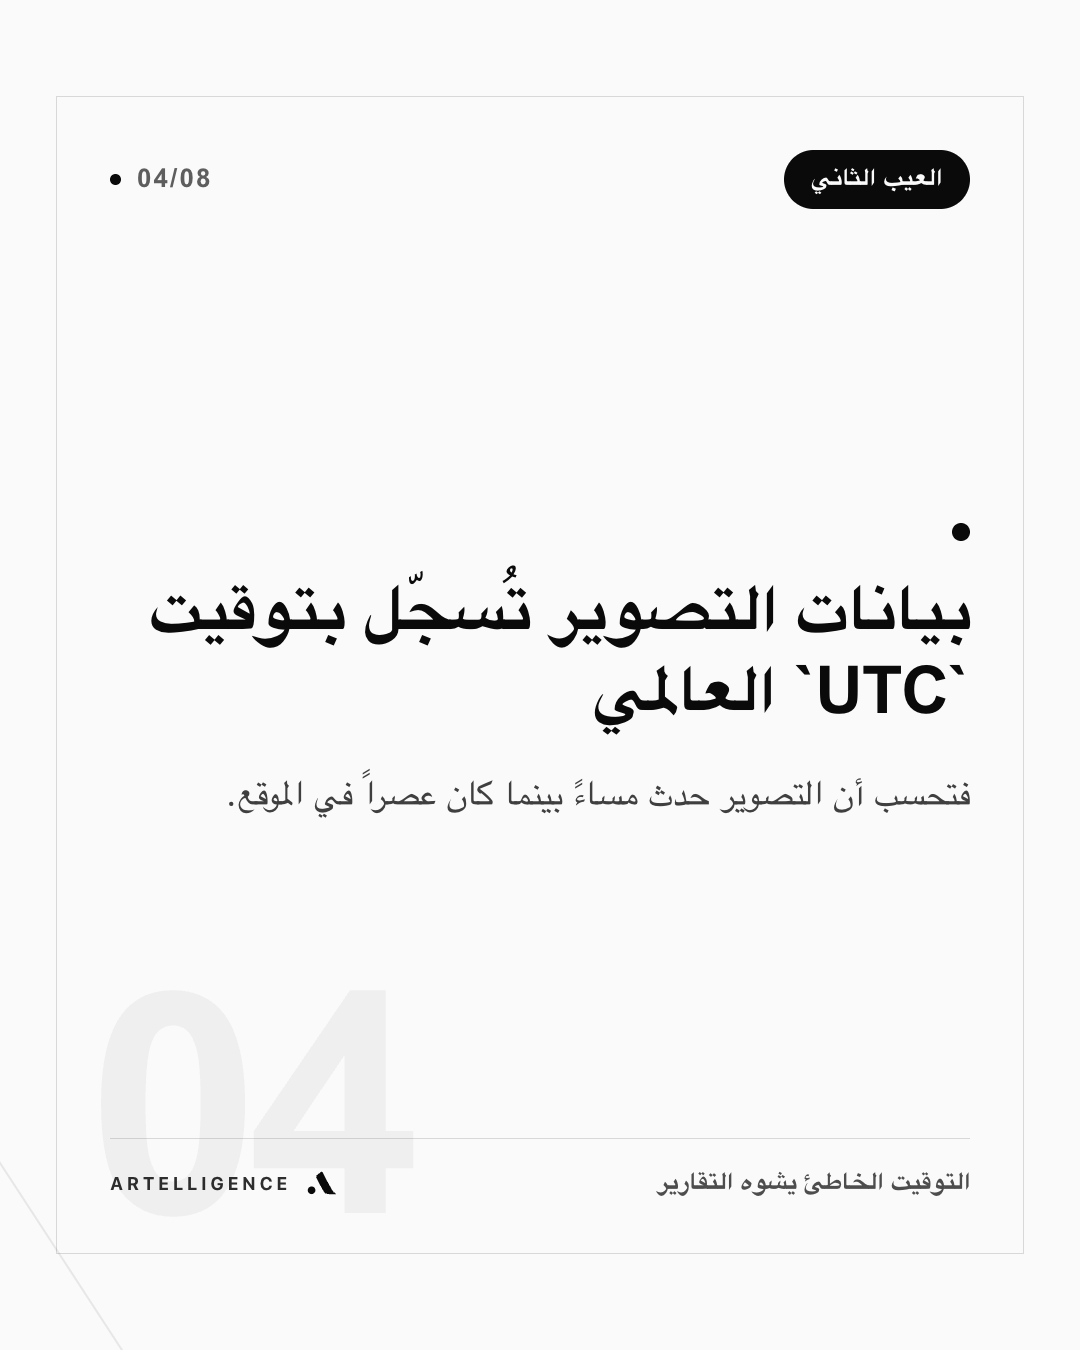 العيب الثاني
04/08
بيانات التصوير تُسجّل بتوقيت
`UTC` العالمي
فتحسب أن التصوير حدث مساءً بينما كان عصراً في الموقع.
04
التوقيت الخاطئ يشوه التقارير
ARTELLIGENCE